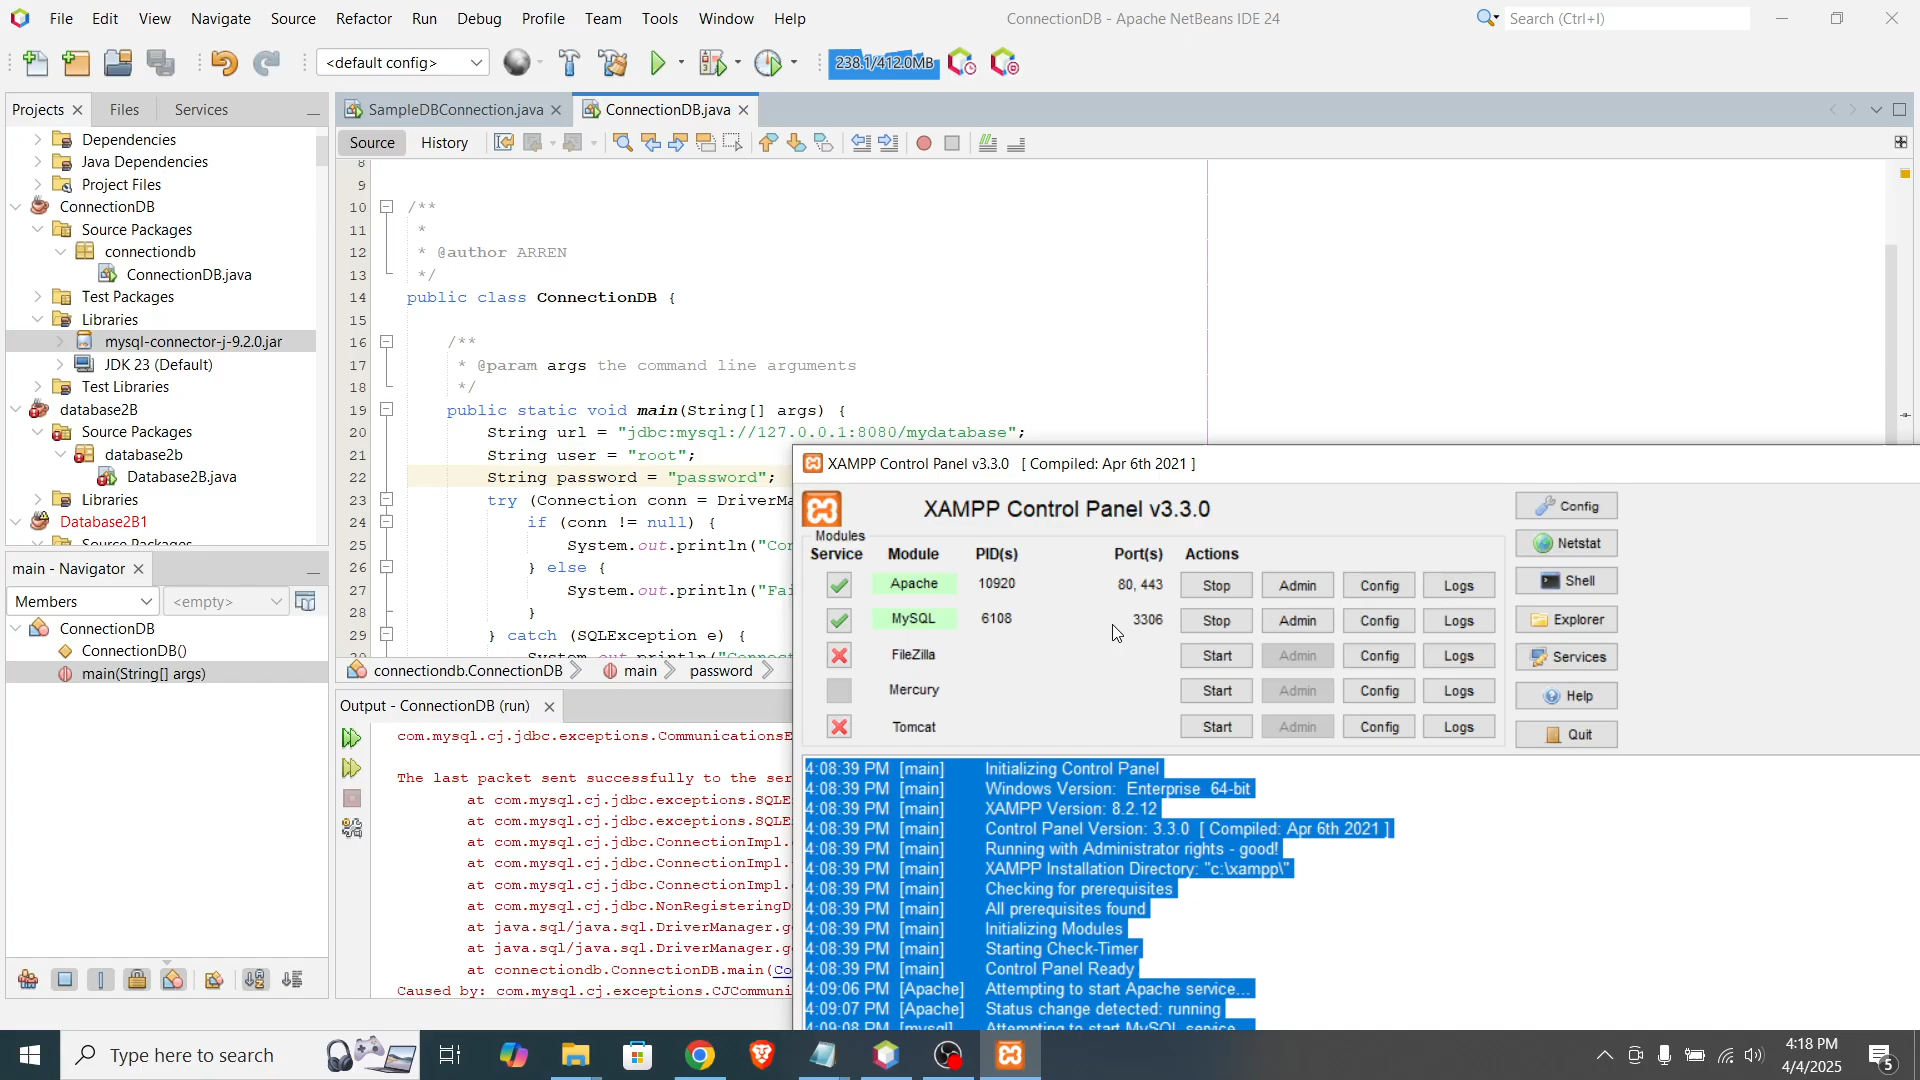 File Edit View Navigate Source Refactor Run Debug Profile Team Tools Window Help
ConnectionDB - Apache NetBeans IDE 24
Search (Ctrl+I)
<default config>
238.1/412.0MB
Projects Files Services
SampleDBConnection.java ConnectionDB.java
Source History
Dependencies
Java Dependencies
Project Files
ConnectionDB
Source Packages
connectiondb
ConnectionDB.java
Test Packages
Libraries
mysql-connector-j-9.2.0.jar
JDK 23 (Default)
Test Libraries
database2B
Source Packages
database2b
Database2B.java
Libraries
Database2B1
Source Packages
8
9
10 /**
11 *
12 * @author ARREN
13 */
14 public class ConnectionDB {
15
16 /**
17 * @param args the command line arguments
18 */
19 public static void main(String[] args) {
20 String url = "jdbc:mysql://127.0.0.1:8080/mydatabase";
21 String user = "root";
22 String password = "password";
23 try (Connection conn = DriverMa
24 if (conn != null) {
25 System.out.println("Con
26 } else {
27 System.out.println("Fai
28 }
29 } catch (SQLException e) {
System.out.println("Connect
connectiondb.ConnectionDB main password
main - Navigator
Members <empty>
ConnectionDB
ConnectionDB()
main(String[] args)
Output - ConnectionDB (run)
com.mysql.cj.jdbc.exceptions.CommunicationsE
The last packet sent successfully to the ser
at com.mysql.cj.jdbc.exceptions.SQLE
at com.mysql.cj.jdbc.exceptions.SQLE
at com.mysql.cj.jdbc.ConnectionImpl.
at com.mysql.cj.jdbc.ConnectionImpl.
at com.mysql.cj.jdbc.ConnectionImpl.
at com.mysql.cj.jdbc.NonRegisteringD
at java.sql/java.sql.DriverManager.g
at java.sql/java.sql.DriverManager.g
at connectiondb.ConnectionDB.main(Co
Caused by: com.mysql.cj.exceptions.CJCommuni
XAMPP Control Panel v3.3.0 [ Compiled: Apr 6th 2021 ]
XAMPP Control Panel v3.3.0
Modules
Service Module PID(s) Port(s) Actions
Apache 10920 80, 443 Stop Admin Config Logs
MySQL 6108 3306 Stop Admin Config Logs
FileZilla Start Admin Config Logs
Mercury Start Admin Config Logs
Tomcat Start Admin Config Logs
Config
Netstat
Shell
Explorer
Services
Help
Quit
4:08:39 PM [main] Initializing Control Panel
4:08:39 PM [main] Windows Version: Enterprise 64-bit
4:08:39 PM [main] XAMPP Version: 8.2.12
4:08:39 PM [main] Control Panel Version: 3.3.0 [ Compiled: Apr 6th 2021 ]
4:08:39 PM [main] Running with Administrator rights - good!
4:08:39 PM [main] XAMPP Installation Directory: "c:\xampp\"
4:08:39 PM [main] Checking for prerequisites
4:08:39 PM [main] All prerequisites found
4:08:39 PM [main] Initializing Modules
4:08:39 PM [main] Starting Check-Timer
4:08:39 PM [main] Control Panel Ready
4:09:06 PM [Apache] Attempting to start Apache service...
4:09:07 PM [Apache] Status change detected: running
4:09:08 PM [mysql] Attempting to start MySQL service...
Type here to search
4:18 PM
4/4/2025
5